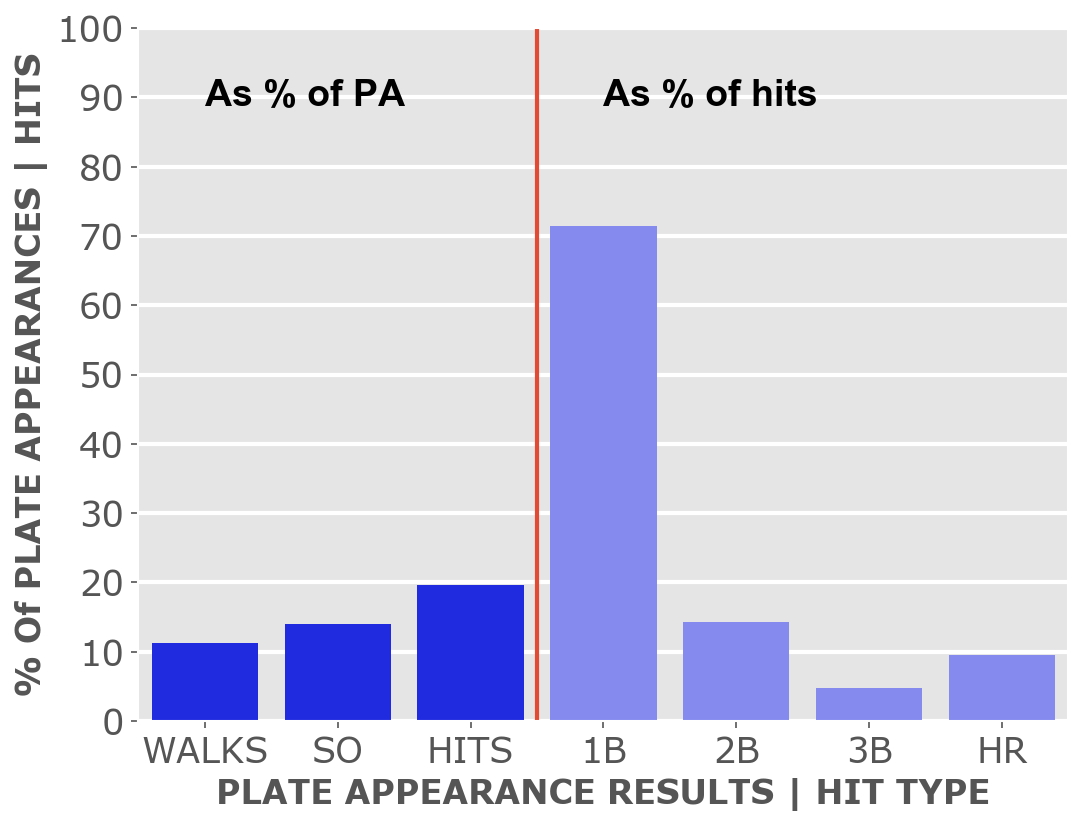 % Of PLATE APPEARANCES | HITS
100
90
80
70
60
50
40
30
20
10
0
As % of PA
As % of hits
WALKS SO HITS 1B 2B 3B HR
PLATE APPEARANCE RESULTS | HIT TYPE